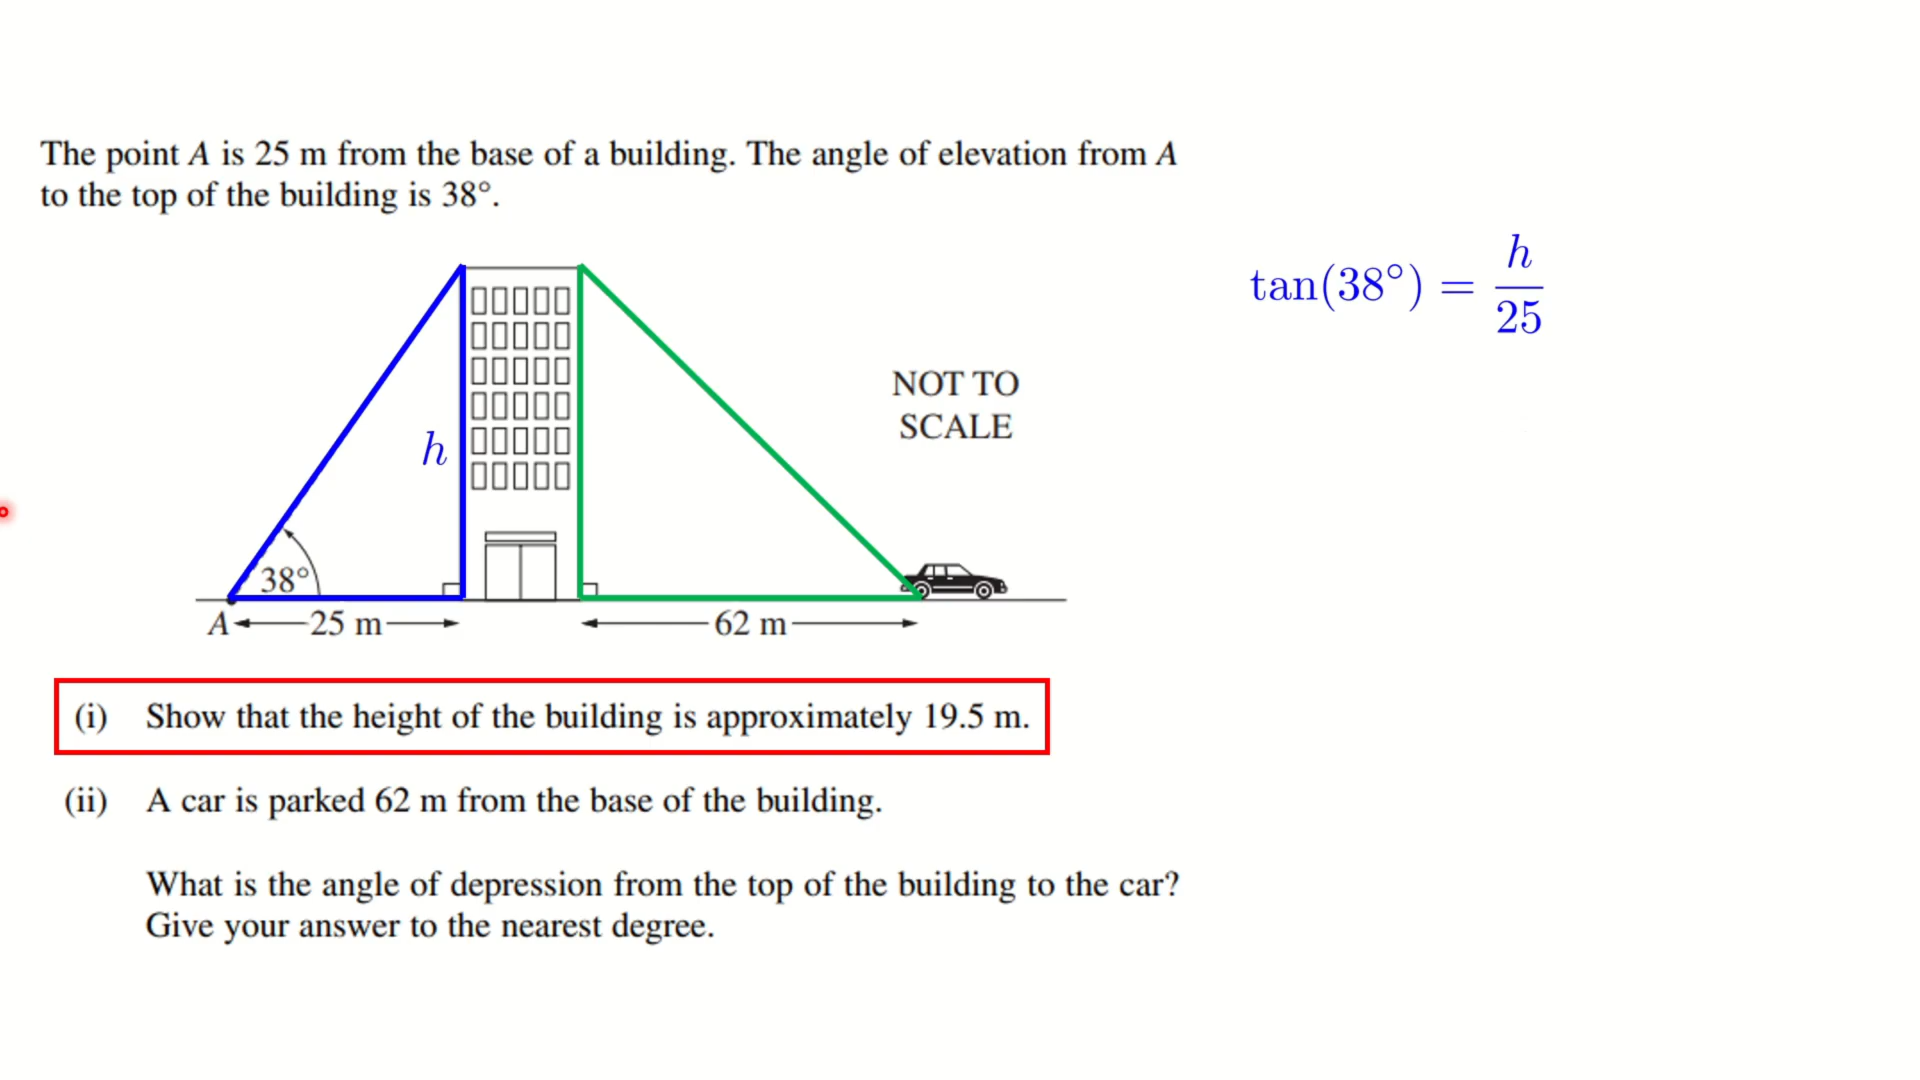 The point A is 25 m from the base of a building. The angle of elevation from A
to the top of the building is 38°.
tan(38°) = h/25
NOT TO
SCALE
h
38°
A 25 m
62 m
(i) Show that the height of the building is approximately 19.5 m.
(ii) A car is parked 62 m from the base of the building.
What is the angle of depression from the top of the building to the car?
Give your answer to the nearest degree.